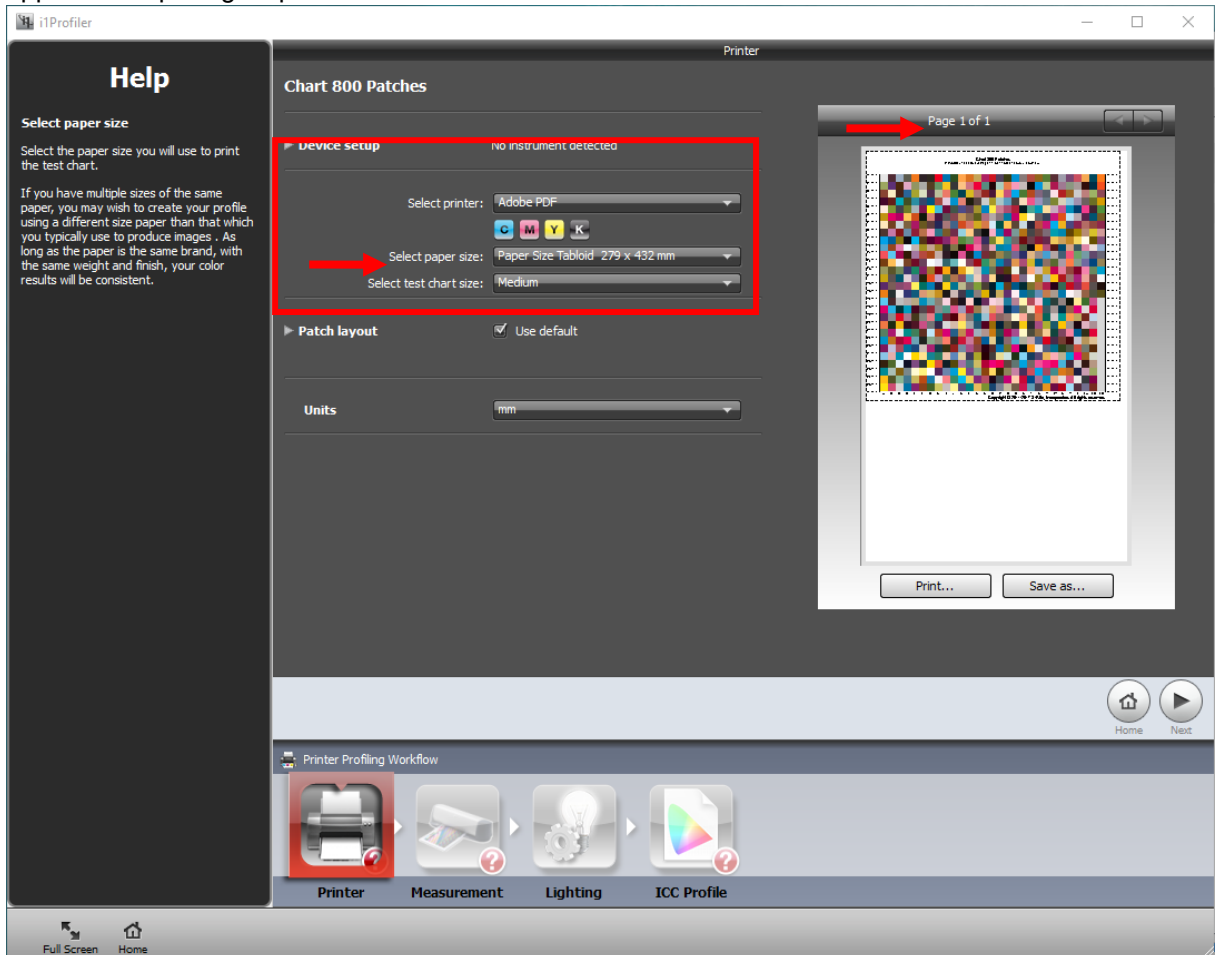 i1Profiler
Printer
Help
Select paper size
Select the paper size you will use to print
the test chart.
If you have multiple sizes of the same
paper, you may wish to create your profile
using a different size paper than that which
you typically use to produce images . As
long as the paper is the same brand, with
the same weight and finish, your color
results will be consistent.
Chart 800 Patches
Device setup No instrument detected
Select printer: Adobe PDF
C M Y K
Select paper size: Paper Size Tabloid 279 x 432 mm
Select test chart size: Medium
Patch layout Use default
Units mm
Page 1 of 1
Print... Save as...
Home Next
Printer Profiling Workflow
Printer Measurement Lighting ICC Profile
Full Screen Home